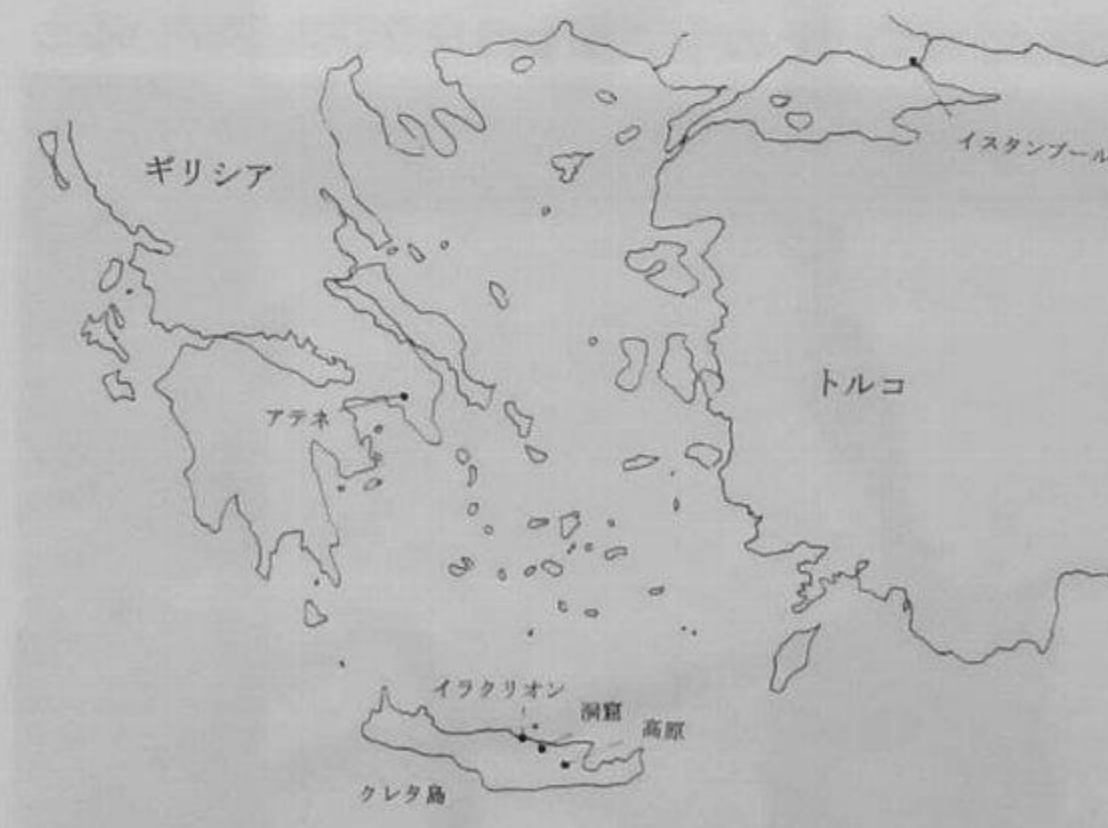 イスタンブール
ギリシア
トルコ
アテネ
イラクリオン
洞窟
高原
クレタ島